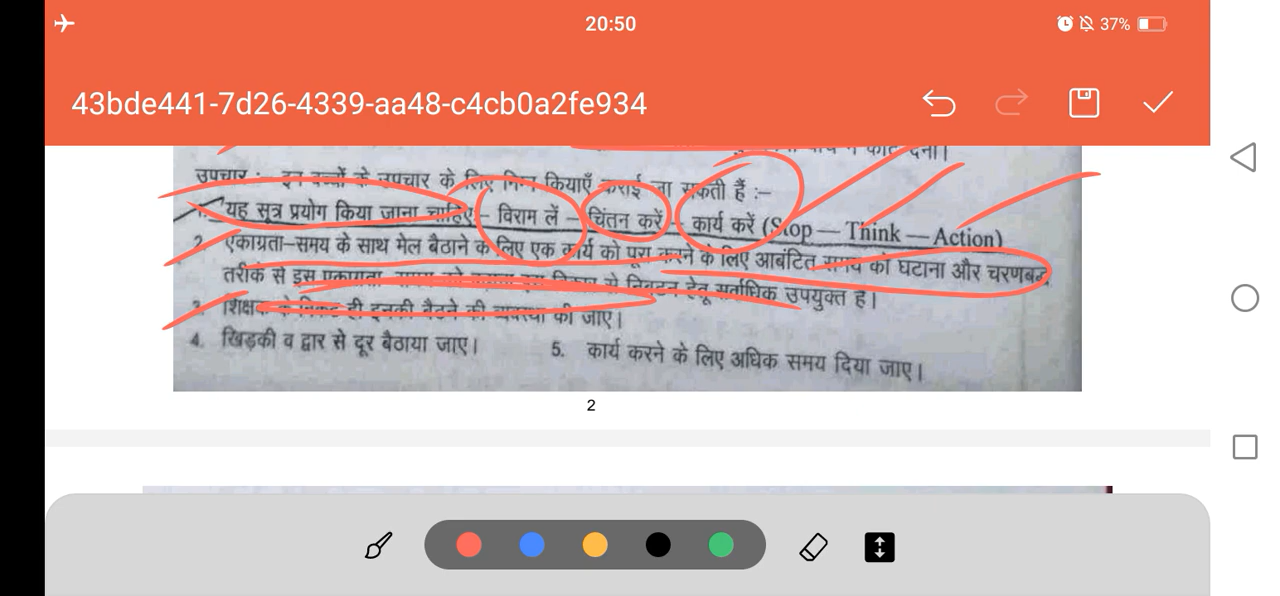 20:50
37%
43bde441-7d26-4339-aa48-c4cb0a2fe934
काट देना।
उपचार :- इन बच्चों के उपचार के लिए निम्न कियाएँ कराई जा सकती हैं :–
1. यह सूत्र प्रयोग किया जाना चाहिए – विराम लें – चिंतन करें – कार्य करें (Stop — Think — Action)
2. एकाग्रता–समय के साथ मेल बैठाने के लिए एक कार्य को पूरा करने के लिए आबंटित समय को घटाना और चरणबद्ध
तरीके से इस एकाग्रता समय को से निबटन हेतू सर्वाधिक उपयुक्त है।
3. शिक्षक के निकट ही इनकी बैठने की व्यवस्था की जाए।
4. खिड़की व द्वार से दूर बैठाया जाए। 5. कार्य करने के लिए अधिक समय दिया जाए।
2